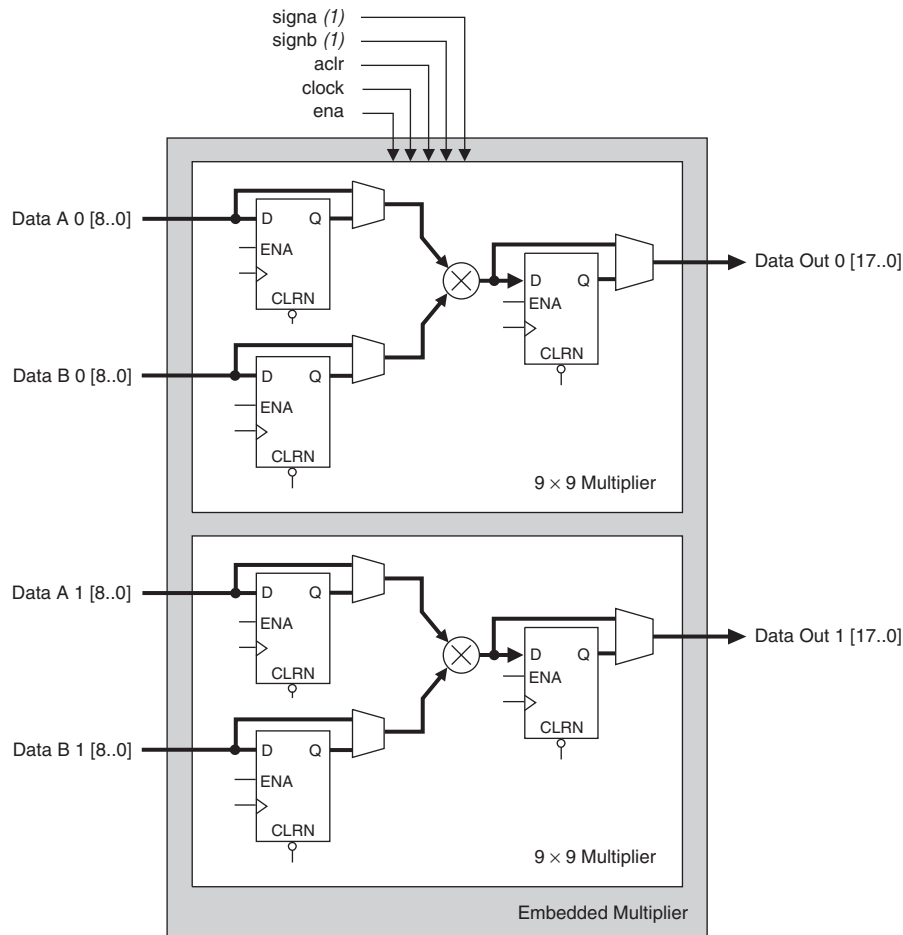 signa (1)
signb (1)
aclr
clock
ena
Data A 0 [8..0]
D Q
ENA
CLRN
Data B 0 [8..0]
D Q
ENA
CLRN
D Q
ENA
CLRN
Data Out 0 [17..0]
9 × 9 Multiplier
Data A 1 [8..0]
D Q
ENA
CLRN
Data B 1 [8..0]
D Q
ENA
CLRN
D Q
ENA
CLRN
Data Out 1 [17..0]
9 × 9 Multiplier
Embedded Multiplier